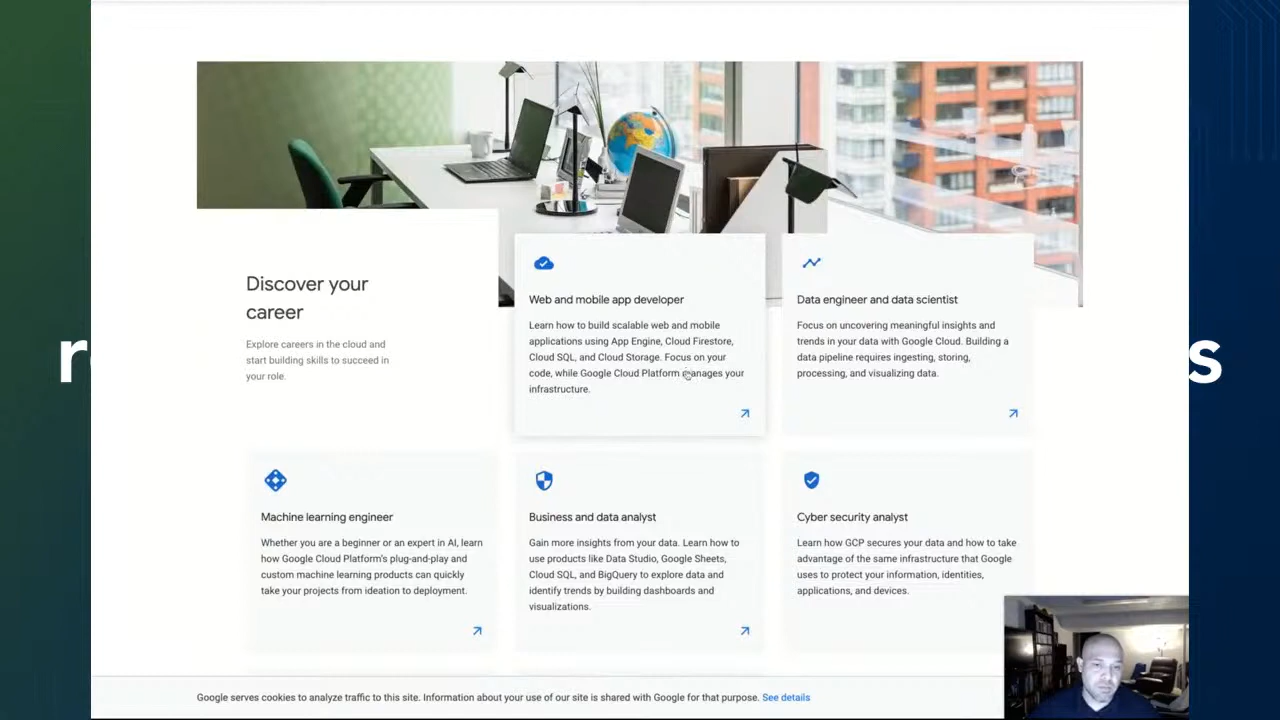 Discover your
career
Explore careers in the cloud and
start building skills to succeed in
your role.
Web and mobile app developer
Learn how to build scalable web and mobile
applications using App Engine, Cloud Firestore,
Cloud SQL, and Cloud Storage. Focus on your
code, while Google Cloud Platform manages your
infrastructure.
Data engineer and data scientist
Focus on uncovering meaningful insights and
trends in your data with Google Cloud. Building a
data pipeline requires ingesting, storing,
processing, and visualizing data.
Machine learning engineer
Whether you are a beginner or an expert in AI, learn
how Google Cloud Platform's plug-and-play and
custom machine learning products can quickly
take your projects from ideation to deployment.
Business and data analyst
Gain more insights from your data. Learn how to
use products like Data Studio, Google Sheets,
Cloud SQL, and BigQuery to explore data and
identify trends by building dashboards and
visualizations.
Cyber security analyst
Learn how GCP secures your data and how to take
advantage of the same infrastructure that Google
uses to protect your information, identities,
applications, and devices.
Google serves cookies to analyze traffic to this site. Information about your use of our site is shared with Google for that purpose. See details